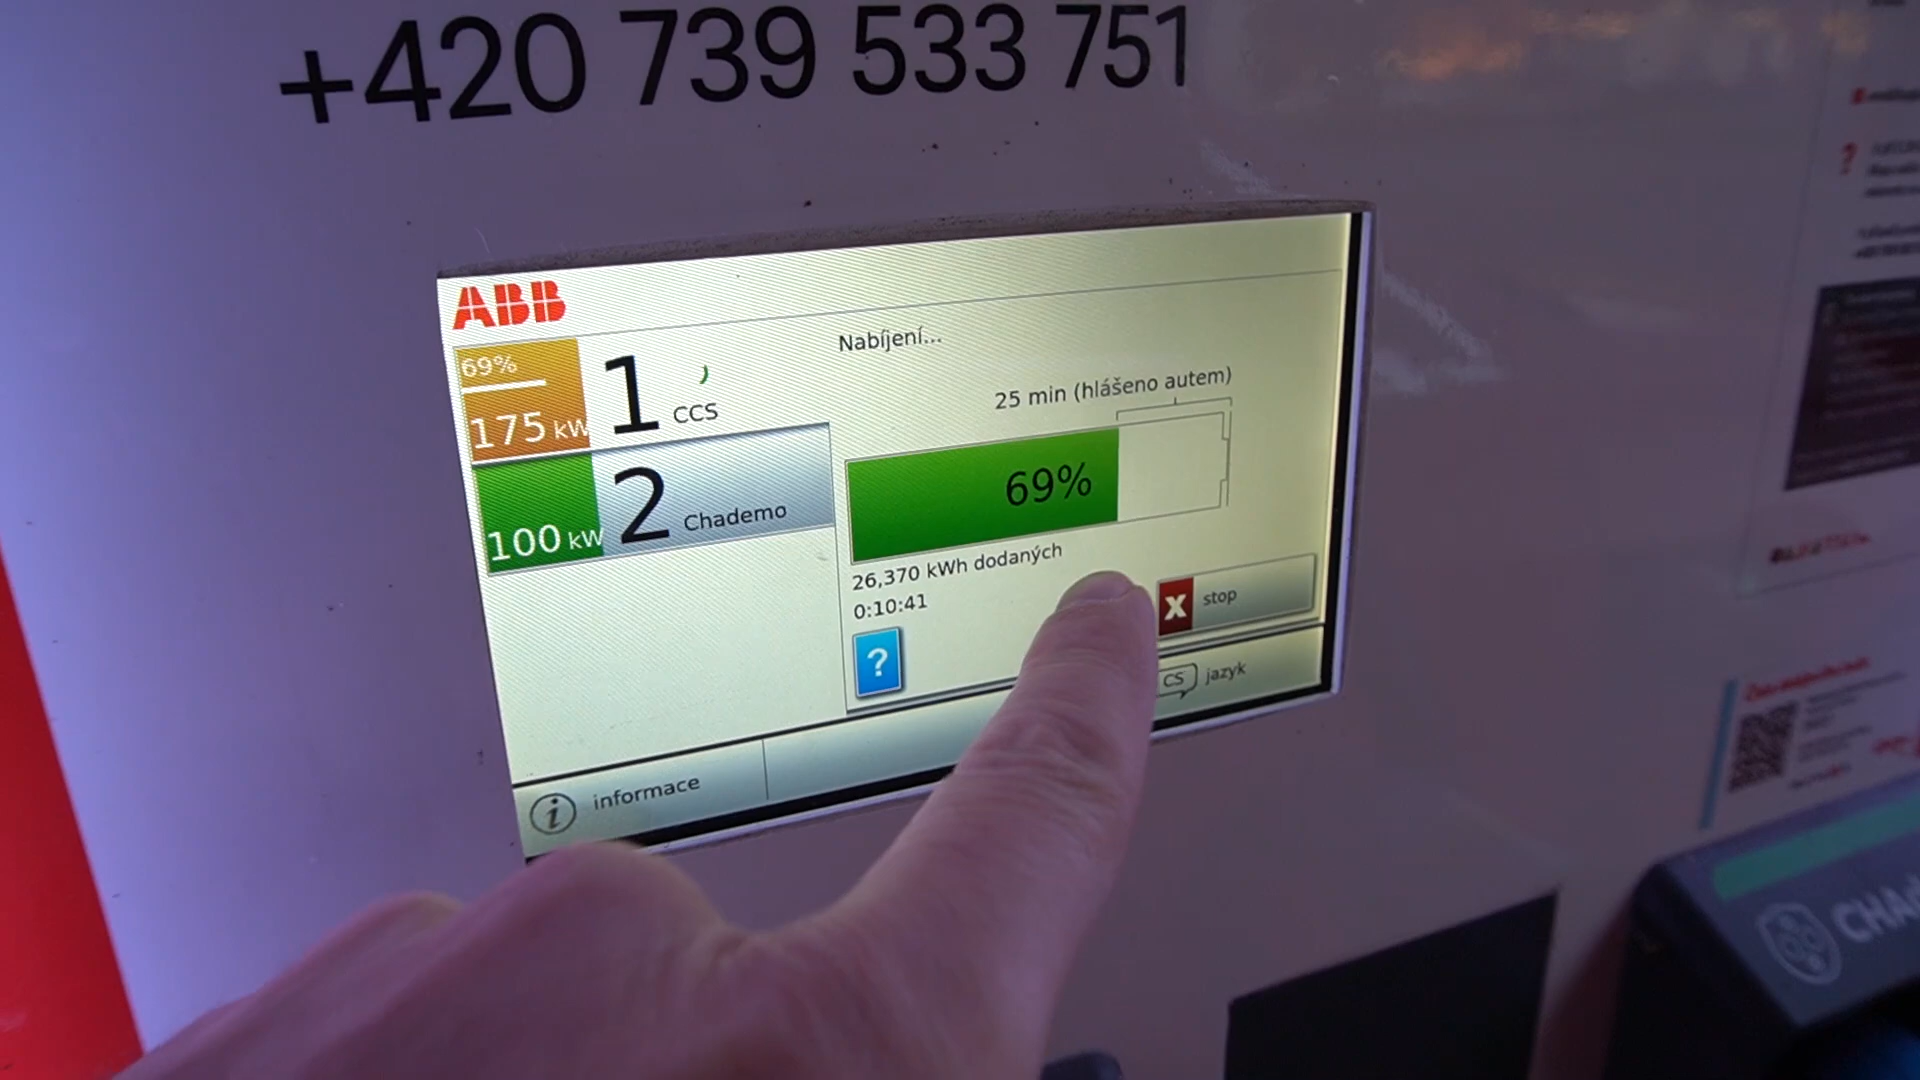 +420 739 533 751
ABB
69%
175 kW
1 CCS
100 kW
2 Chademo
Nabíjení...
25 min (hlášeno autem)
69%
26,370 kWh dodaných
0:10:41
X stop
?
CS jazyk
i informace